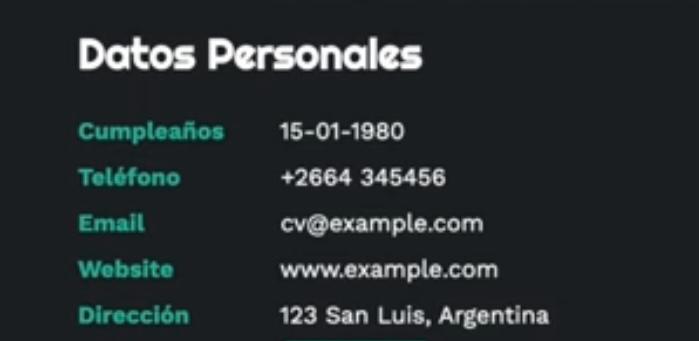 Datos Personales
Cumpleaños 15-01-1980
Teléfono +2664 345456
Email cv@example.com
Website www.example.com
Dirección 123 San Luis, Argentina